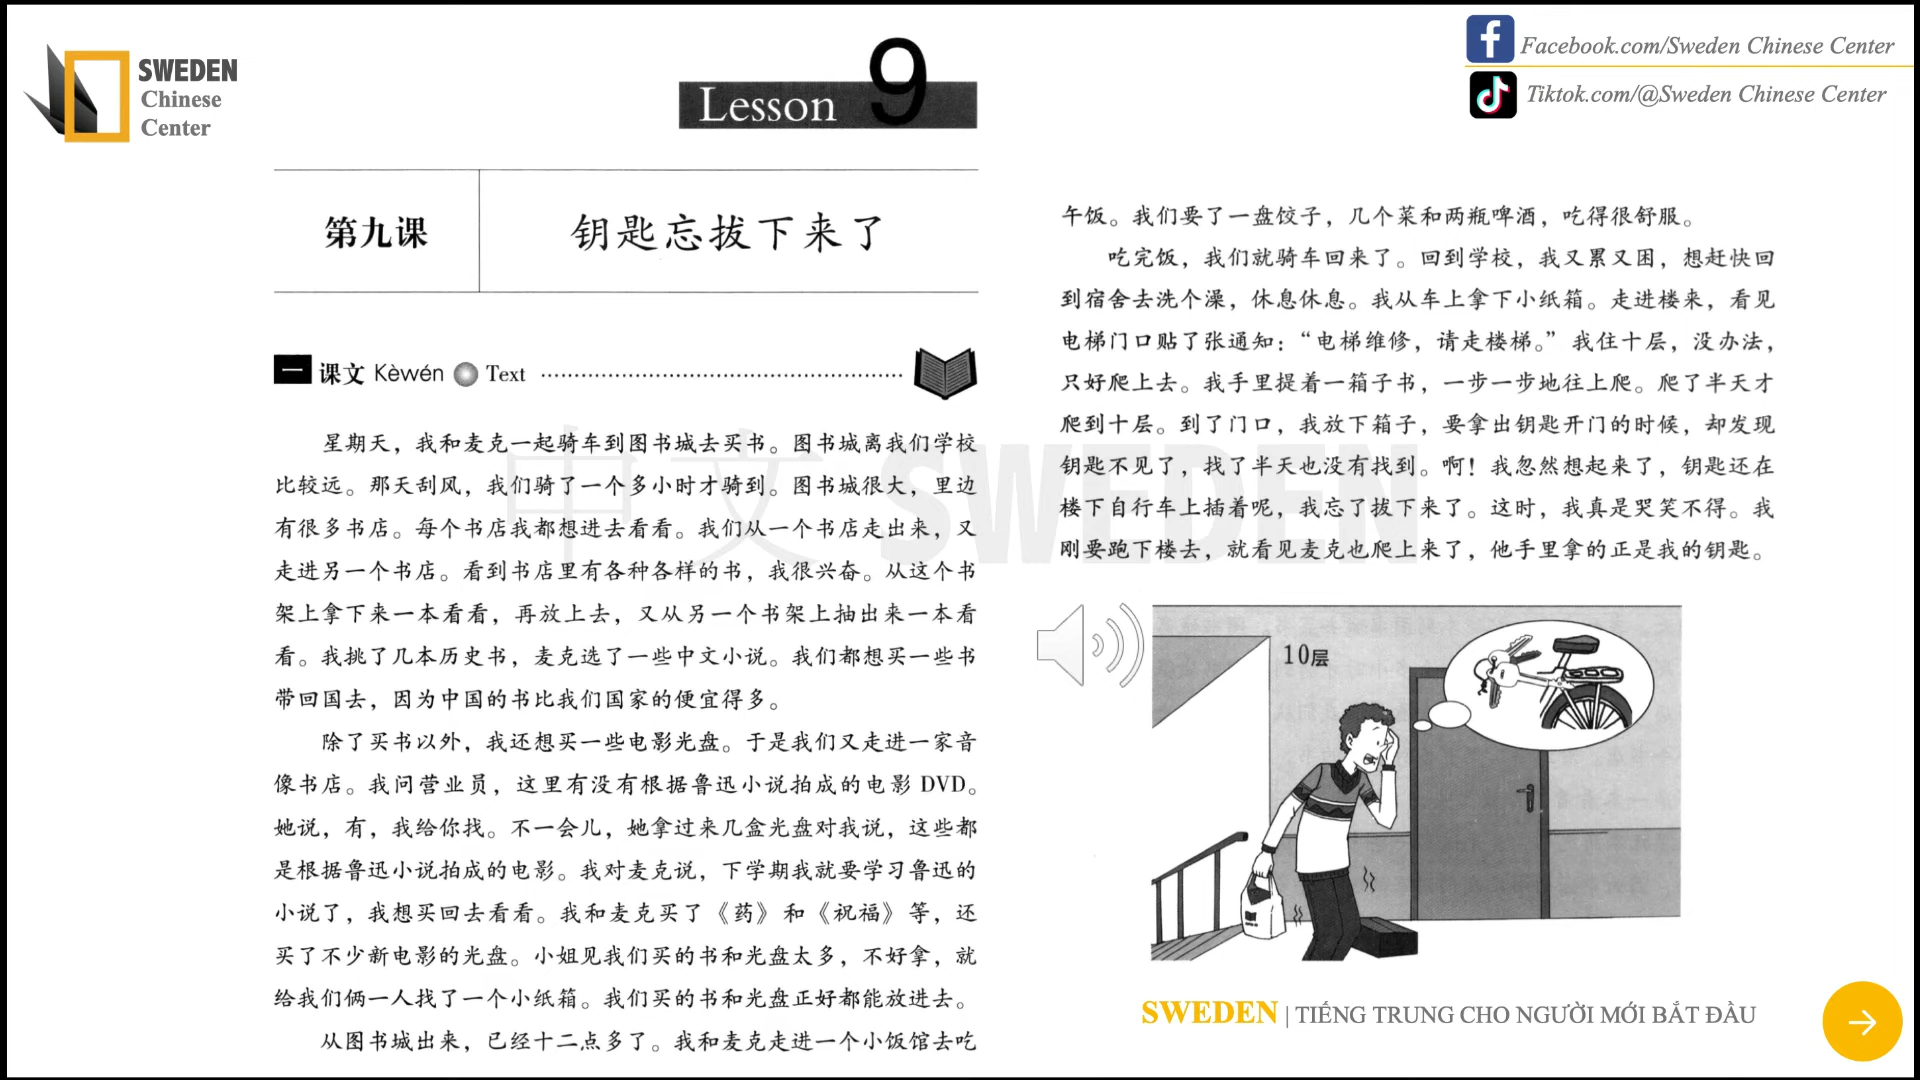 SWEDEN
Chinese
Center
Lesson 9
Facebook.com/Sweden Chinese Center
Tiktok.com/@Sweden Chinese Center
第九课
钥匙忘拔下来了
一 课文 Kèwén Text
星期天，我和麦克一起骑车到图书城去买书。图书城离我们学校
比较远。那天刮风，我们骑了一个多小时才骑到。图书城很大，里边
有很多书店。每个书店我都想进去看看。我们从一个书店走出来，又
走进另一个书店。看到书店里有各种各样的书，我很兴奋。从这个书
架上拿下来一本看看，再放上去，又从另一个书架上抽出来一本看
看。我挑了几本历史书，麦克选了一些中文小说。我们都想买一些书
带回国去，因为中国的书比我们国家的便宜得多。
除了买书以外，我还想买一些电影光盘。于是我们又走进一家音
像书店。我问营业员，这里有没有根据鲁迅小说拍成的电影 DVD。
她说，有，我给你找。不一会儿，她拿过来几盒光盘对我说，这些都
是根据鲁迅小说拍成的电影。我对麦克说，下学期我就要学习鲁迅的
小说了，我想买回去看看。我和麦克买了《药》和《祝福》等，还
买了不少新电影的光盘。小姐见我们买的书和光盘太多，不好拿，就
给我们俩一人找了一个小纸箱。我们买的书和光盘正好都能放进去。
从图书城出来，已经十二点多了。我和麦克走进一个小饭馆去吃
午饭。我们要了一盘饺子，几个菜和两瓶啤酒，吃得很舒服。
吃完饭，我们就骑车回来了。回到学校，我又累又困，想赶快回
到宿舍去洗个澡，休息休息。我从车上拿下小纸箱。走进楼来，看见
电梯门口贴了张通知：“电梯维修，请走楼梯。”我住十层，没办法，
只好爬上去。我手里提着一箱子书，一步一步地往上爬。爬了半天才
爬到十层。到了门口，我放下箱子，要拿出钥匙开门的时候，却发现
钥匙不见了，找了半天也没有找到。啊！我忽然想起来了，钥匙还在
楼下自行车上插着呢，我忘了拔下来了。这时，我真是哭笑不得。我
刚要跑下楼去，就看见麦克也爬上来了，他手里拿的正是我的钥匙。
中文 SWEDEN
10层
SWEDEN | TIẾNG TRUNG CHO NGƯỜI MỚI BẮT ĐẦU